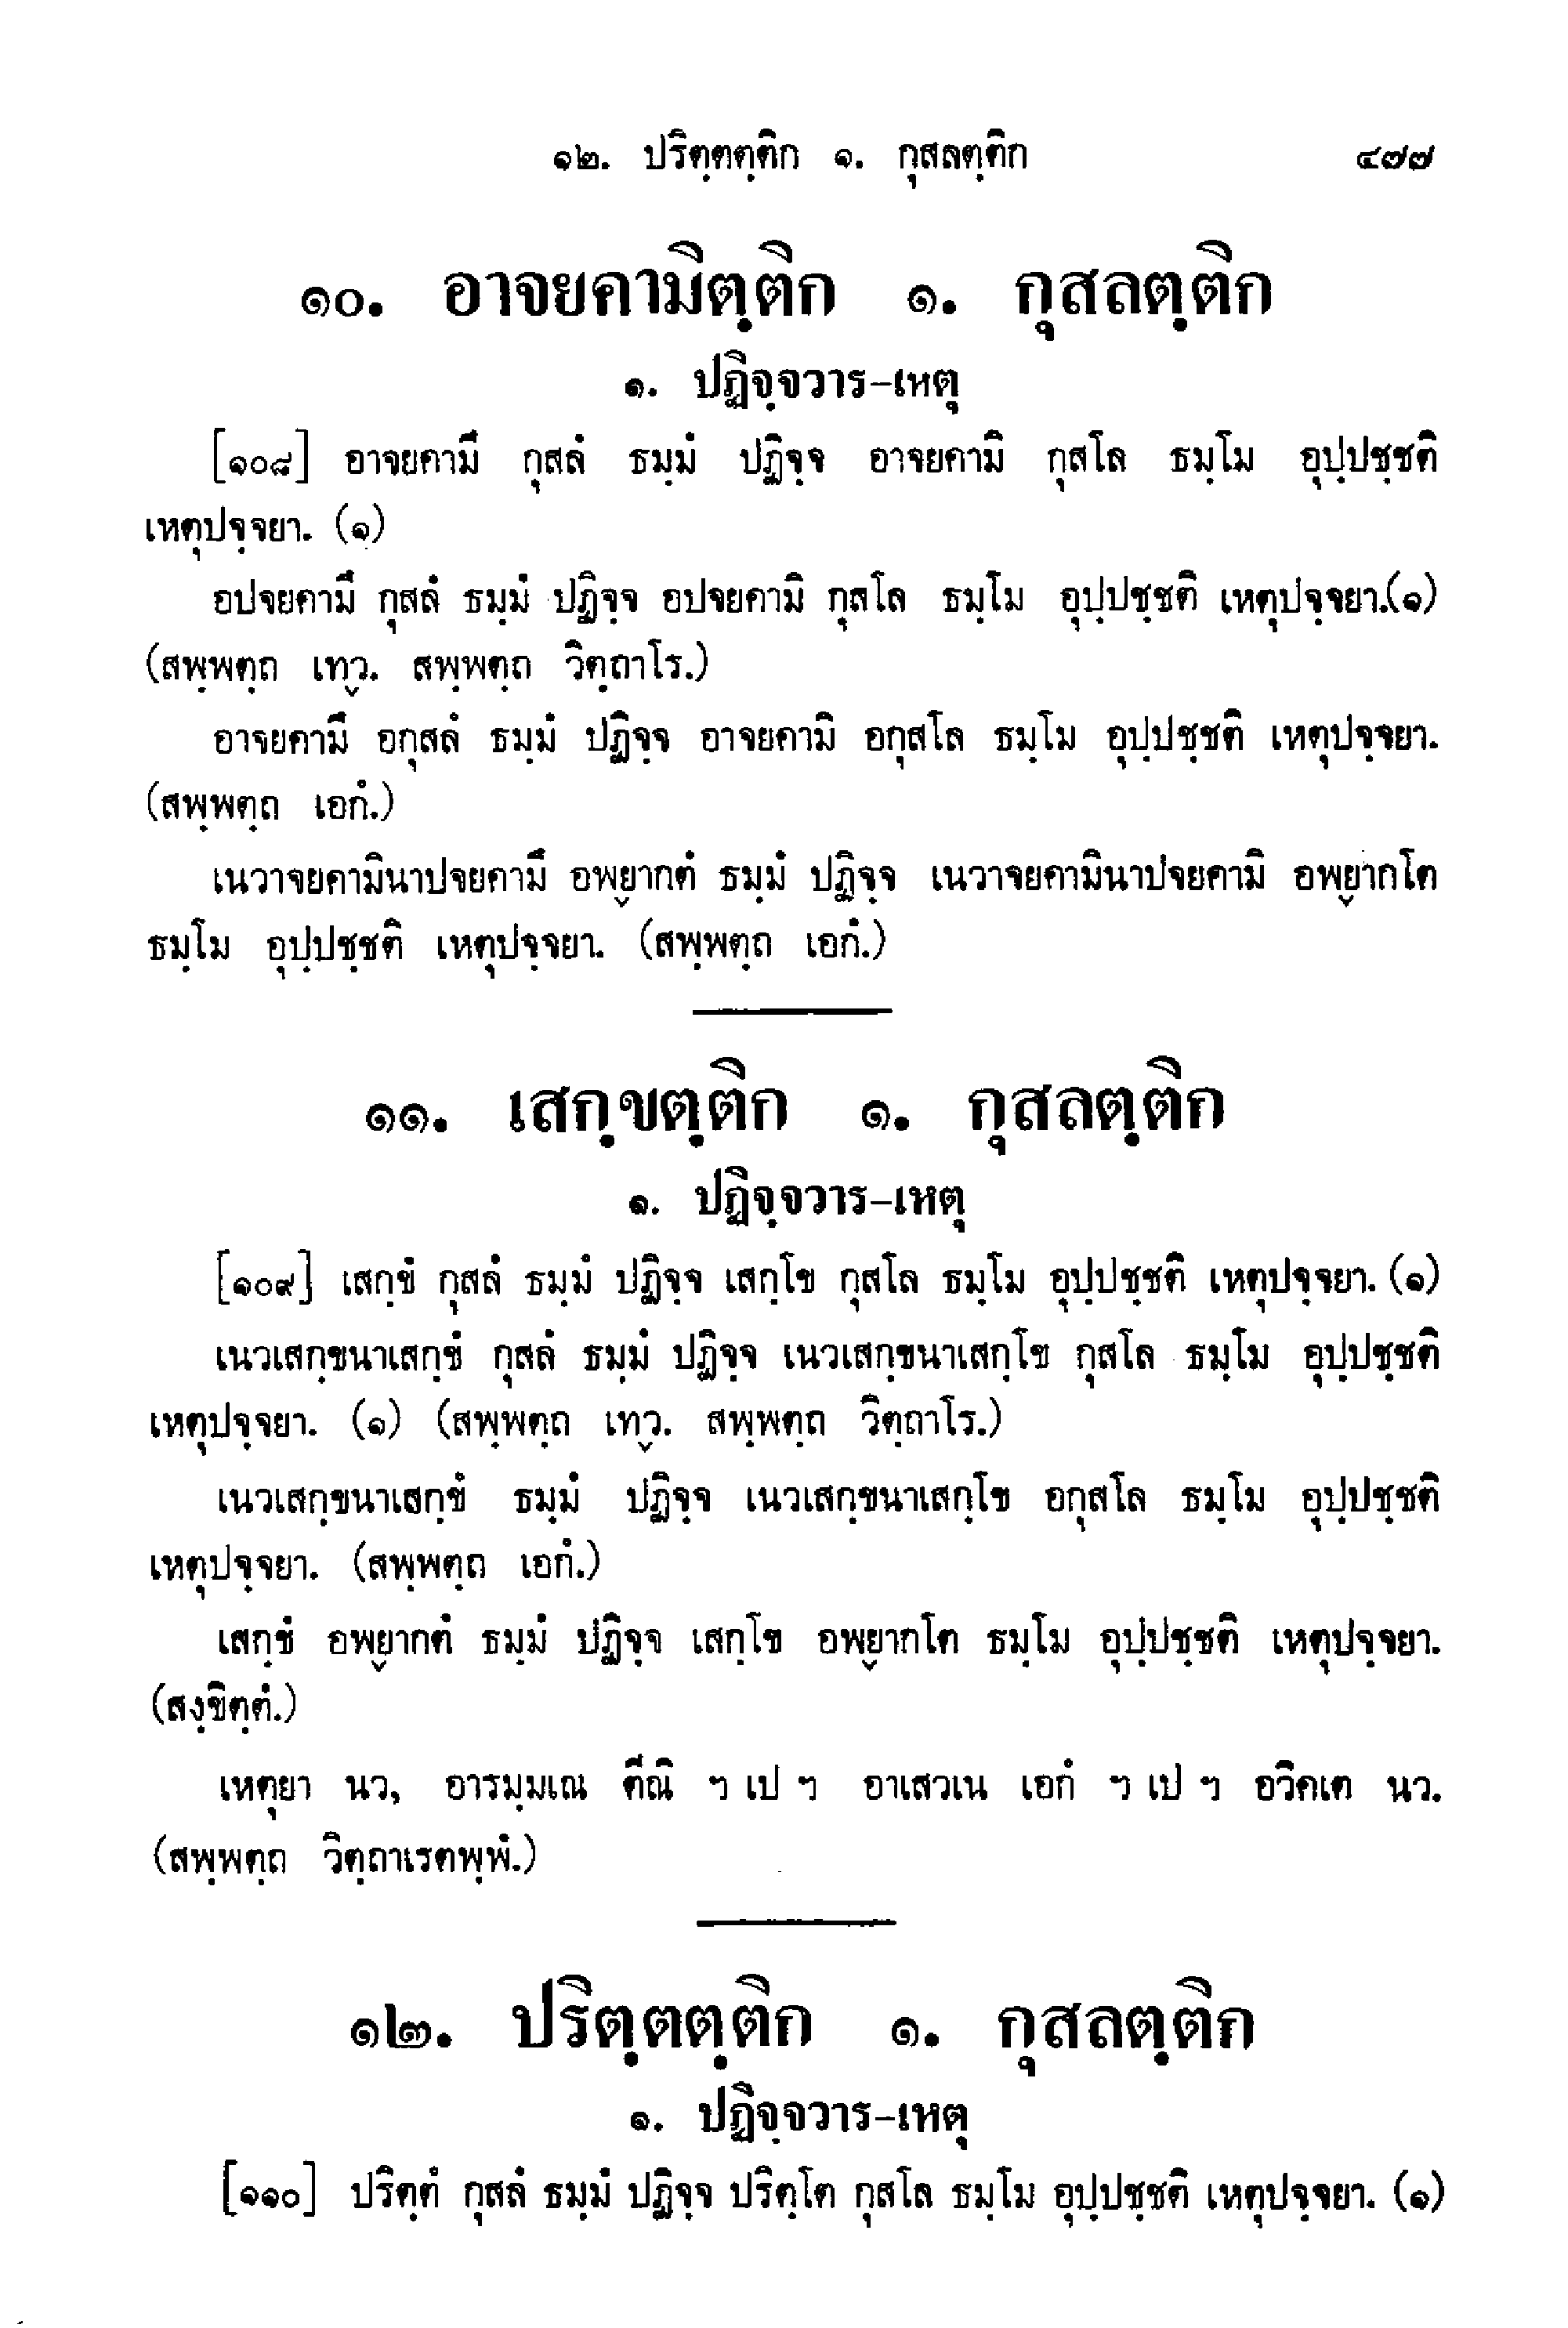 ๑๒. ปริตฺตตฺติก ๑. กุสลตฺติก ๔๗๗
๑๐. อาจยคามิตฺติก ๑. กุสลตฺติก
๑. ปฏิจฺจวาร-เหตุ
[๑๐๘] อาจยคามึ กุสลํ ธมฺมํ ปฏิจฺจ อาจยคามิ กุสโล ธมฺโม อุปฺปชฺชติ
เหตุปจฺจยา. (๑)
อปจยคามึ กุสลํ ธมฺมํ ปฏิจฺจ อปจยคามิ กุสโล ธมฺโม อุปฺปชฺชติ เหตุปจฺจยา.(๑)
(สพฺพตฺถ เทฺว. สพฺพตฺถ วิตฺถาโร.)
อาจยคามึ อกุสลํ ธมฺมํ ปฏิจฺจ อาจยคามิ อกุสโล ธมฺโม อุปฺปชฺชติ เหตุปจฺจยา.
(สพฺพตฺถ เอกํ.)
เนวาจยคามินาปจยคามึ อพฺยากตํ ธมฺมํ ปฏิจฺจ เนวาจยคามินาปจยคามิ อพฺยากโต
ธมฺโม อุปฺปชฺชติ เหตุปจฺจยา. (สพฺพตฺถ เอกํ.)
๑๑. เสกฺขตฺติก ๑. กุสลตฺติก
๑. ปฏิจฺจวาร-เหตุ
[๑๐๙] เสกฺขํ กุสลํ ธมฺมํ ปฏิจฺจ เสกฺโข กุสโล ธมฺโม อุปฺปชฺชติ เหตุปจฺจยา. (๑)
เนวเสกฺขนาเสกฺขํ กุสลํ ธมฺมํ ปฏิจฺจ เนวเสกฺขนาเสกฺโข กุสโล ธมฺโม อุปฺปชฺชติ
เหตุปจฺจยา. (๑) (สพฺพตฺถ เทฺว. สพฺพตฺถ วิตฺถาโร.)
เนวเสกฺขนาเสกฺขํ ธมฺมํ ปฏิจฺจ เนวเสกฺขนาเสกฺโข อกุสโล ธมฺโม อุปฺปชฺชติ
เหตุปจฺจยา. (สพฺพตฺถ เอกํ.)
เสกฺขํ อพฺยากตํ ธมฺมํ ปฏิจฺจ เสกฺโข อพฺยากโต ธมฺโม อุปฺปชฺชติ เหตุปจฺจยา.
(สงฺขิตฺตํ.)
เหตุยา นว, อารมฺมเณ ตีณิ ฯ เป ฯ อาเสวเน เอกํ ฯ เป ฯ อวิคเต นว.
(สพฺพตฺถ วิตฺถาเรตพฺพํ.)
๑๒. ปริตฺตตฺติก ๑. กุสลตฺติก
๑. ปฏิจฺจวาร-เหตุ
[๑๑๐] ปริตฺตํ กุสลํ ธมฺมํ ปฏิจฺจ ปริตฺโต กุสโล ธมฺโม อุปฺปชฺชติ เหตุปจฺจยา. (๑)